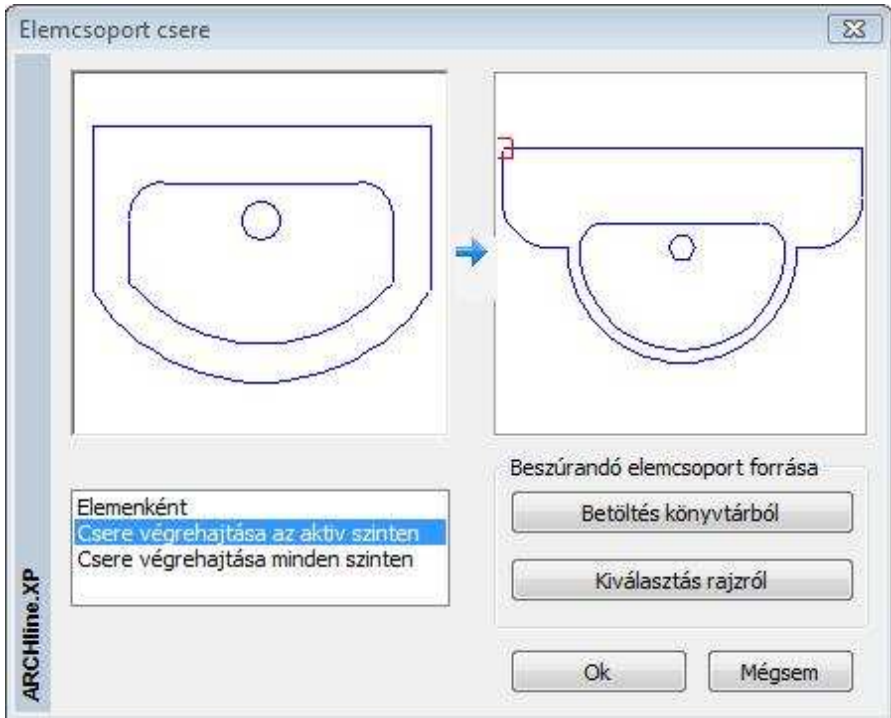 Elemcsoport csere
Elemenként
Csere végrehajtása az aktiv szinten
Csere végrehajtása minden szinten
Beszúrandó elemcsoport forrása
Betöltés könyvtárból
Kiválasztás rajzról
Ok
Mégsem
ARCHline.XP